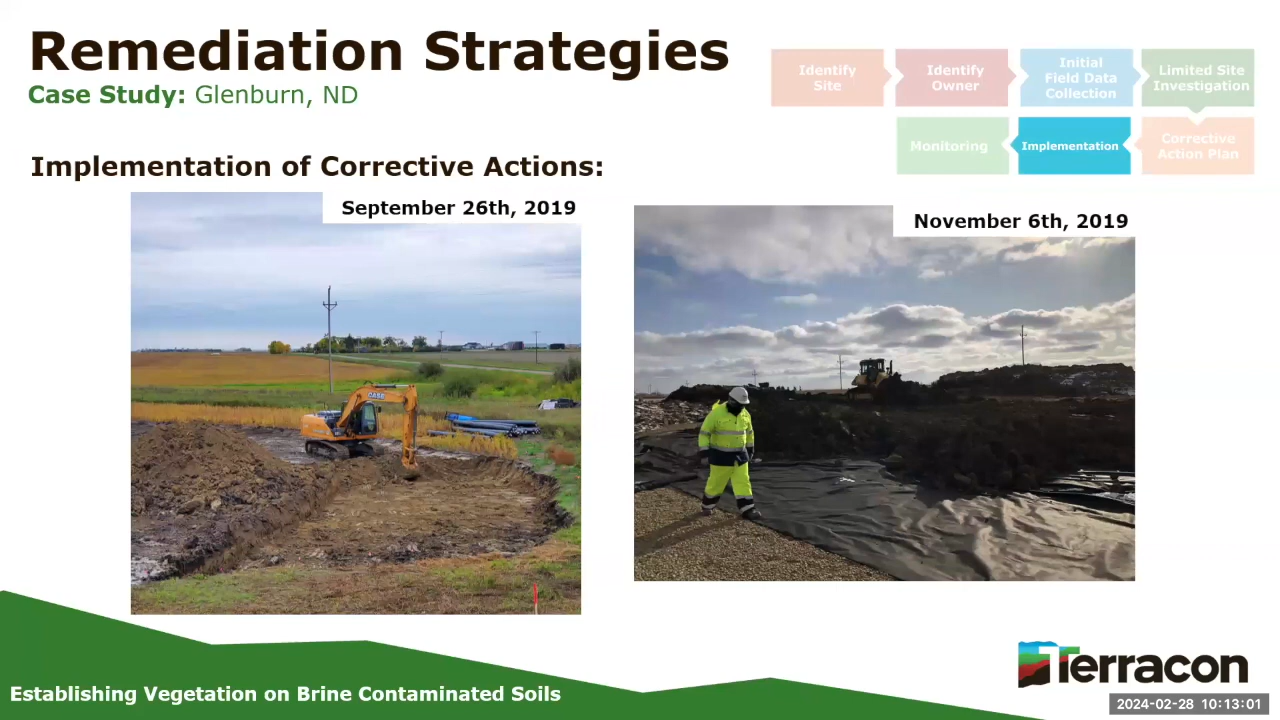 Remediation Strategies
Case Study: Glenburn, ND
Identify
Site
Identify
Owner
Initial
Field Data
Collection
Limited Site
Investigation
Monitoring
Implementation
Corrective
Action Plan
Implementation of Corrective Actions:
September 26th, 2019
CASE
November 6th, 2019
Establishing Vegetation on Brine Contaminated Soils
Terracon
2024-02-28 10:13:01